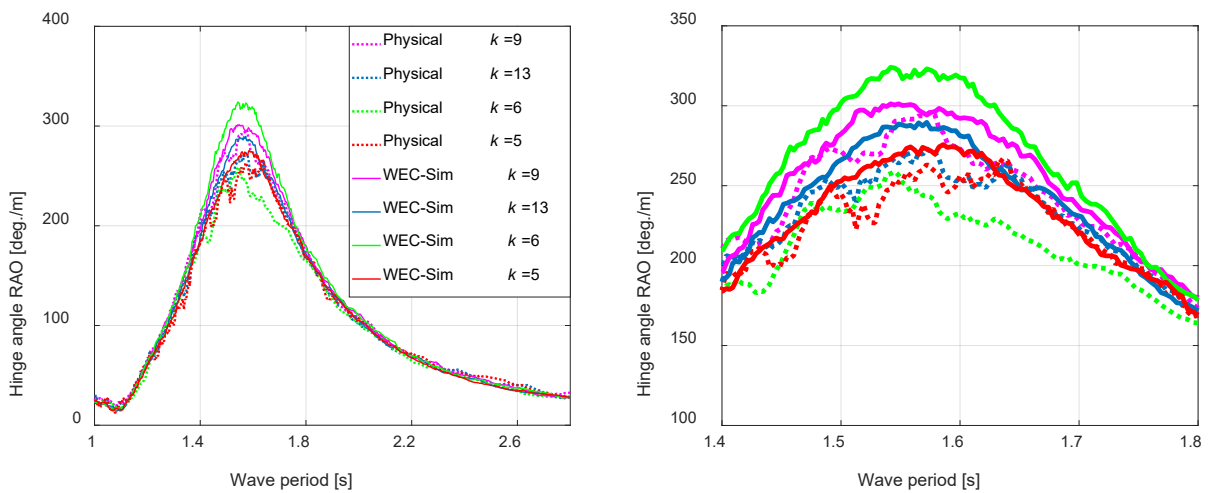 400
300
200
100
0
Hinge angle RAO [deg./m]
1
1.4
1.8
2.2
2.6
Wave period [s]
Physical k =9
Physical k =13
Physical k =6
Physical k =5
WEC-Sim k =9
WEC-Sim k =13
WEC-Sim k =6
WEC-Sim k =5
350
300
250
200
150
100
Hinge angle RAO [deg./m]
1.4
1.5
1.6
1.7
1.8
Wave period [s]